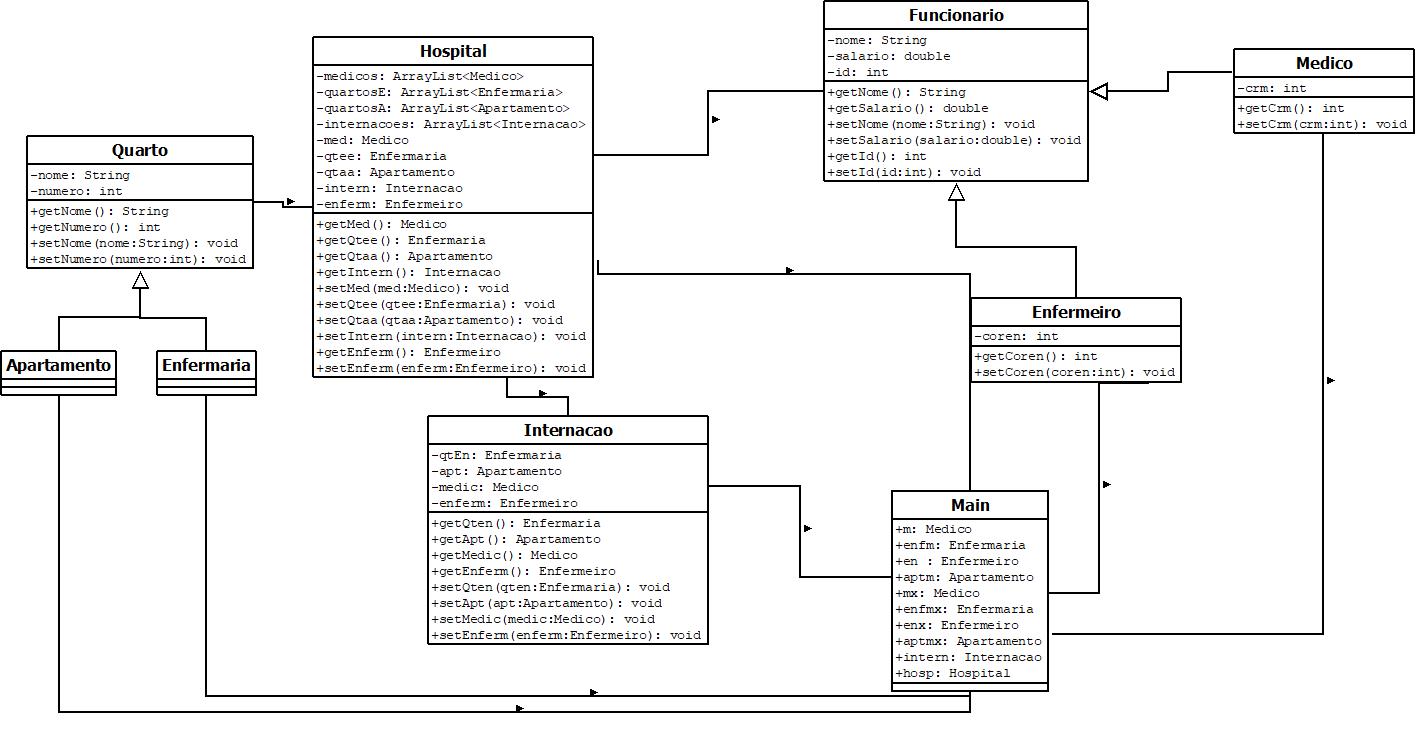 Funcionario
-nome: String
-salario: double
-id: int
+getNome(): String
+getSalario(): double
+setNome(nome:String): void
+setSalario(salario:double): void
+getId(): int
+setId(id:int): void
Hospital
-medicos: ArrayList<Medico>
-quartosE: ArrayList<Enfermaria>
-quartosA: ArrayList<Apartamento>
-internacoes: ArrayList<Internacao>
-med: Medico
-qtee: Enfermaria
-qtaa: Apartamento
-intern: Internacao
-enferm: Enfermeiro
+getMed(): Medico
+getQtee(): Enfermaria
+getQtaa(): Apartamento
+getIntern(): Internacao
+setMed(med:Medico): void
+setQtee(qtee:Enfermaria): void
+setQtaa(qtaa:Apartamento): void
+setIntern(intern:Internacao): void
+getEnferm(): Enfermeiro
+setEnferm(enferm:Enfermeiro): void
Medico
-crm: int
+getCrm(): int
+setCrm(crm:int): void
Quarto
-nome: String
-numero: int
+getNome(): String
+getNumero(): int
+setNome(nome:String): void
+setNumero(numero:int): void
Enfermeiro
-coren: int
+getCoren(): int
+setCoren(coren:int): void
Apartamento
Enfermaria
Internacao
-qtEn: Enfermaria
-apt: Apartamento
-medic: Medico
-enferm: Enfermeiro
+getQten(): Enfermaria
+getApt(): Apartamento
+getMedic(): Medico
+getEnferm(): Enfermeiro
+setQten(qten:Enfermaria): void
+setApt(apt:Apartamento): void
+setMedic(medic:Medico): void
+setEnferm(enferm:Enfermeiro): void
Main
+m: Medico
+enfm: Enfermaria
+en : Enfermeiro
+aptm: Apartamento
+mx: Medico
+enfmx: Enfermaria
+enx: Enfermeiro
+aptmx: Apartamento
+intern: Internacao
+hosp: Hospital